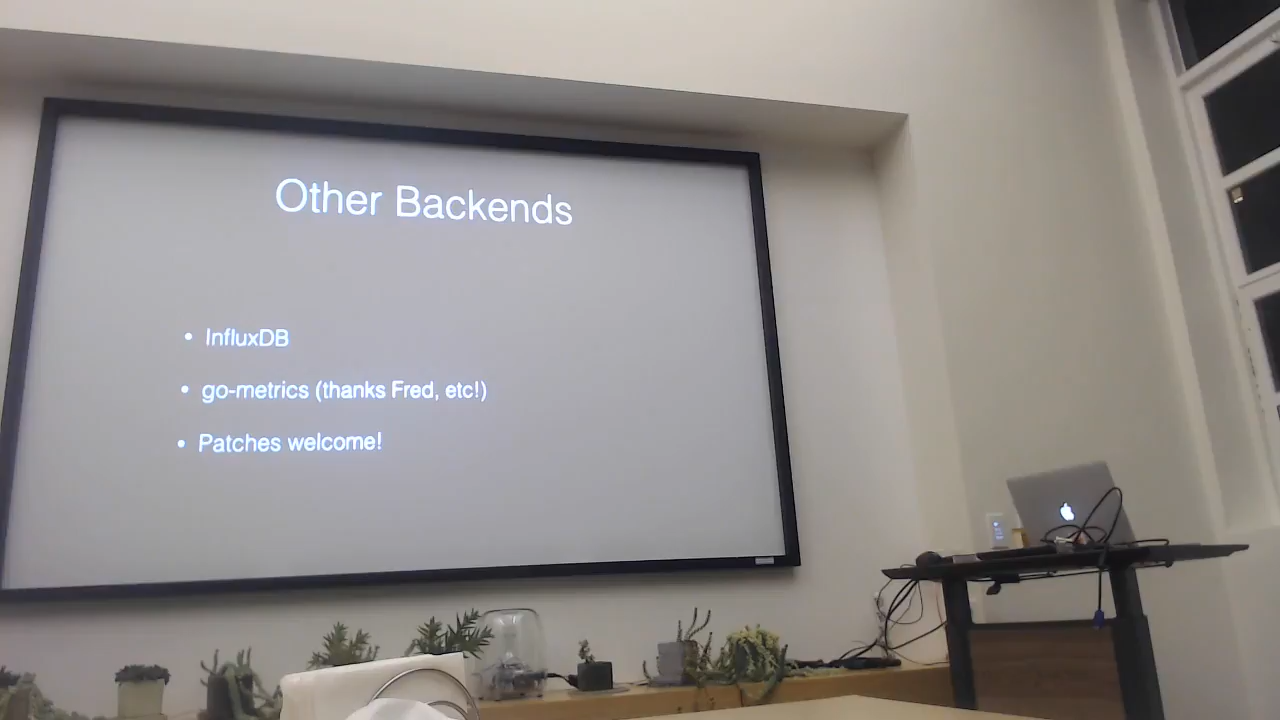 Other Backends
• InfluxDB
• go-metrics (thanks Fred, etc!)
• Patches welcome!